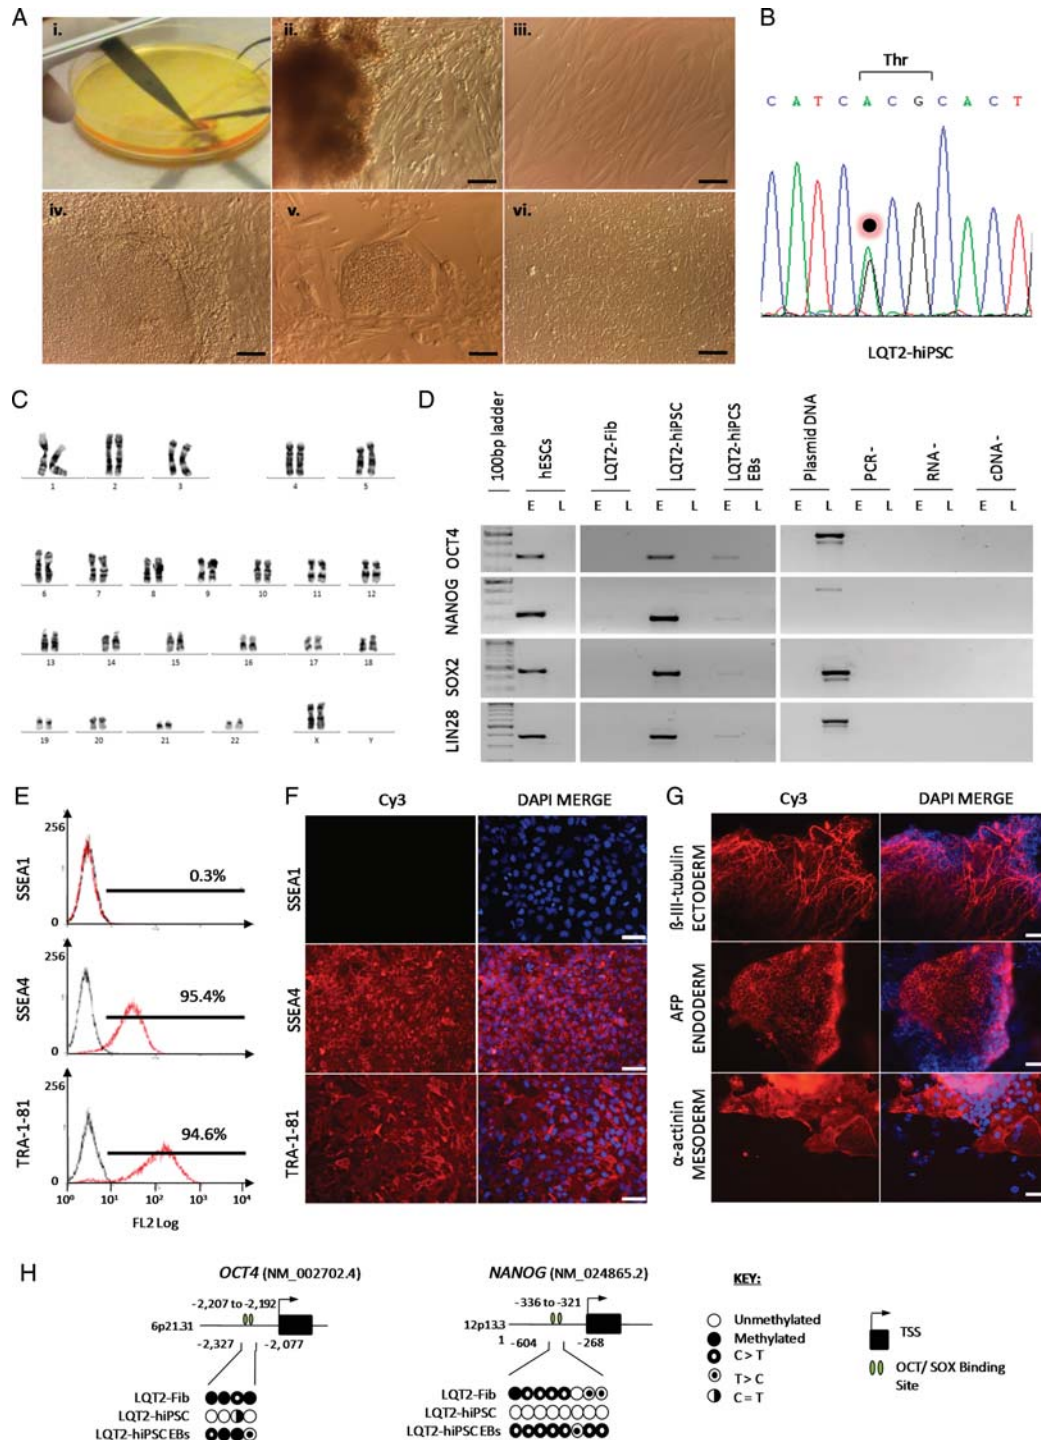 A
i.
ii.
iii.
iv.
v.
vi.
B
Thr
C A T C A C G C A C T
LQT2-hiPSC
C
1 2 3 4 5
6 7 8 9 10 11 12
13 14 15 16 17 18
19 20 21 22 X Y
D
100bp ladder
hESCs
LQT2-Fib
LQT2-hiPSC
LQT2-hiPCS EBs
Plasmid DNA
PCR -
RNA -
cDNA -
E L E L E L E L E L E L E L E L
OCT4
NANOG
SOX2
LIN28
E
256
SSEA1
0.3%
0
256
SSEA4
95.4%
0
256
TRA-1-81
94.6%
0
10⁰ 10¹ 10² 10³ 10⁴
FL2 Log
F
Cy3 DAPI MERGE
SSEA1
SSEA4
TRA-1-81
G
Cy3 DAPI MERGE
ß-III-tubulin
ECTODERM
AFP
ENDODERM
α-actinin
MESODERM
H
OCT4 (NM_002702.4)
-2,207 to -2,192
6p2131
-2,327 -2,077
LQT2-Fib
LQT2-hiPSC
LQT2-hiPSC EBs
NANOG (NM_024865.2)
-336 to -321
12p133
1
-604 -268
LQT2-Fib
LQT2-hiPSC
LQT2-hiPSC EBs
KEY:
Unmethylated
Methylated
C > T
T > C
C = T
TSS
OCT/ SOX Binding
Site